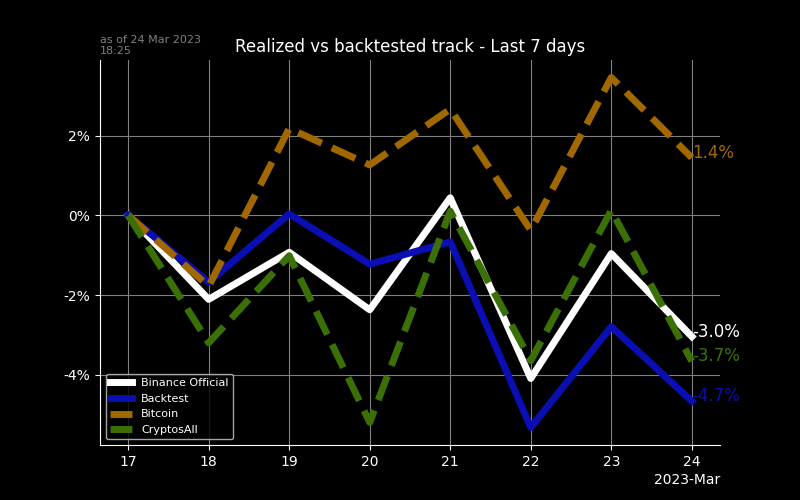 as of 24 Mar 2023
18:25
Realized vs backtested track - Last 7 days
2%
0%
-2%
-4%
1.4%
-3.0%
-3.7%
-4.7%
Binance Official
Backtest
Bitcoin
CryptosAll
17 18 19 20 21 22 23 24
2023-Mar